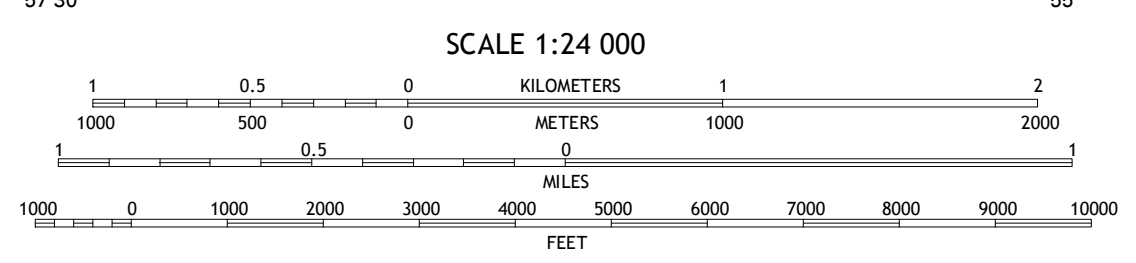 57'30" 55'
SCALE 1:24 000
1 0.5 0 KILOMETERS 1 2
1000 500 0 METERS 1000 2000
1 0.5 0 1
MILES
1000 0 1000 2000 3000 4000 5000 6000 7000 8000 9000 10000
FEET